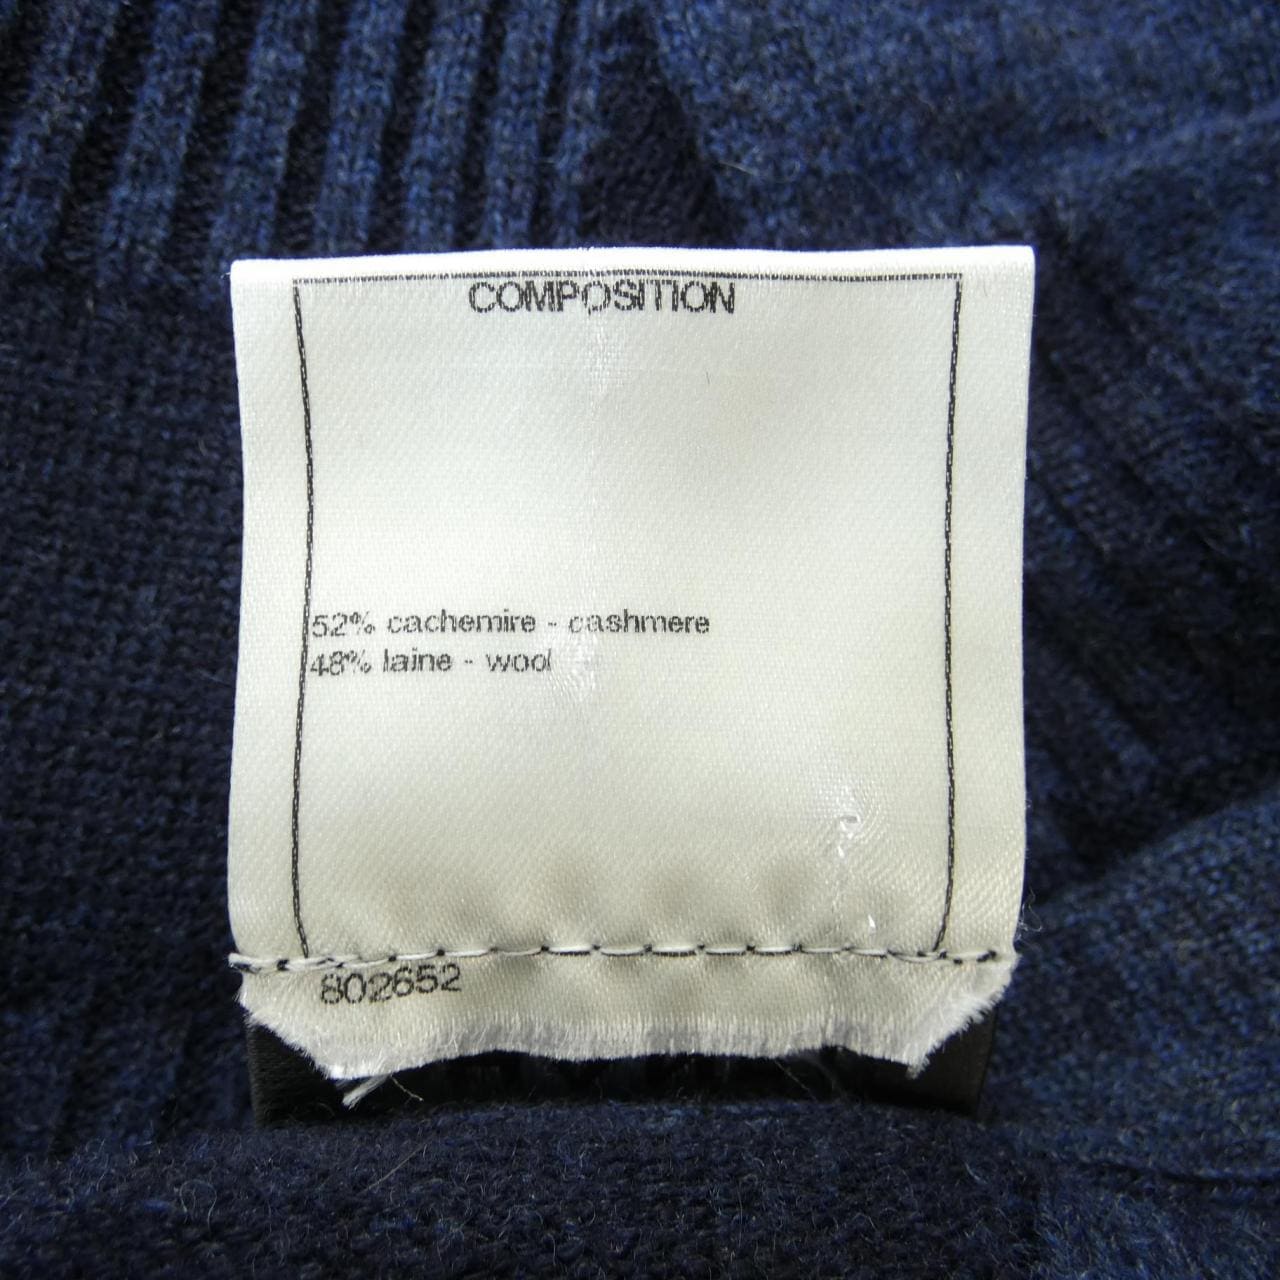 COMPOSITION
52% cachemire - cashmere
48% laine - wool
802652